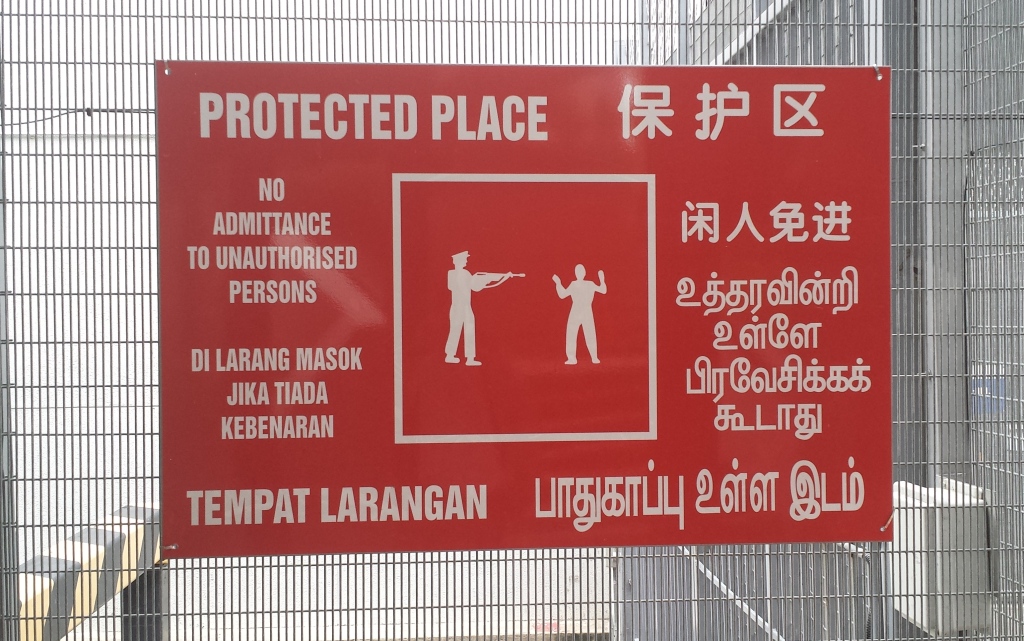 PROTECTED PLACE
保护区
NO
ADMITTANCE
TO UNAUTHORISED
PERSONS
闲人免进
DI LARANG MASOK
JIKA TIADA
KEBENARAN
உத்தரவின்றி
உள்ளே
பிரவேசிக்கக்
கூடாது
TEMPAT LARANGAN
பாதுகாப்பு உள்ள இடம்